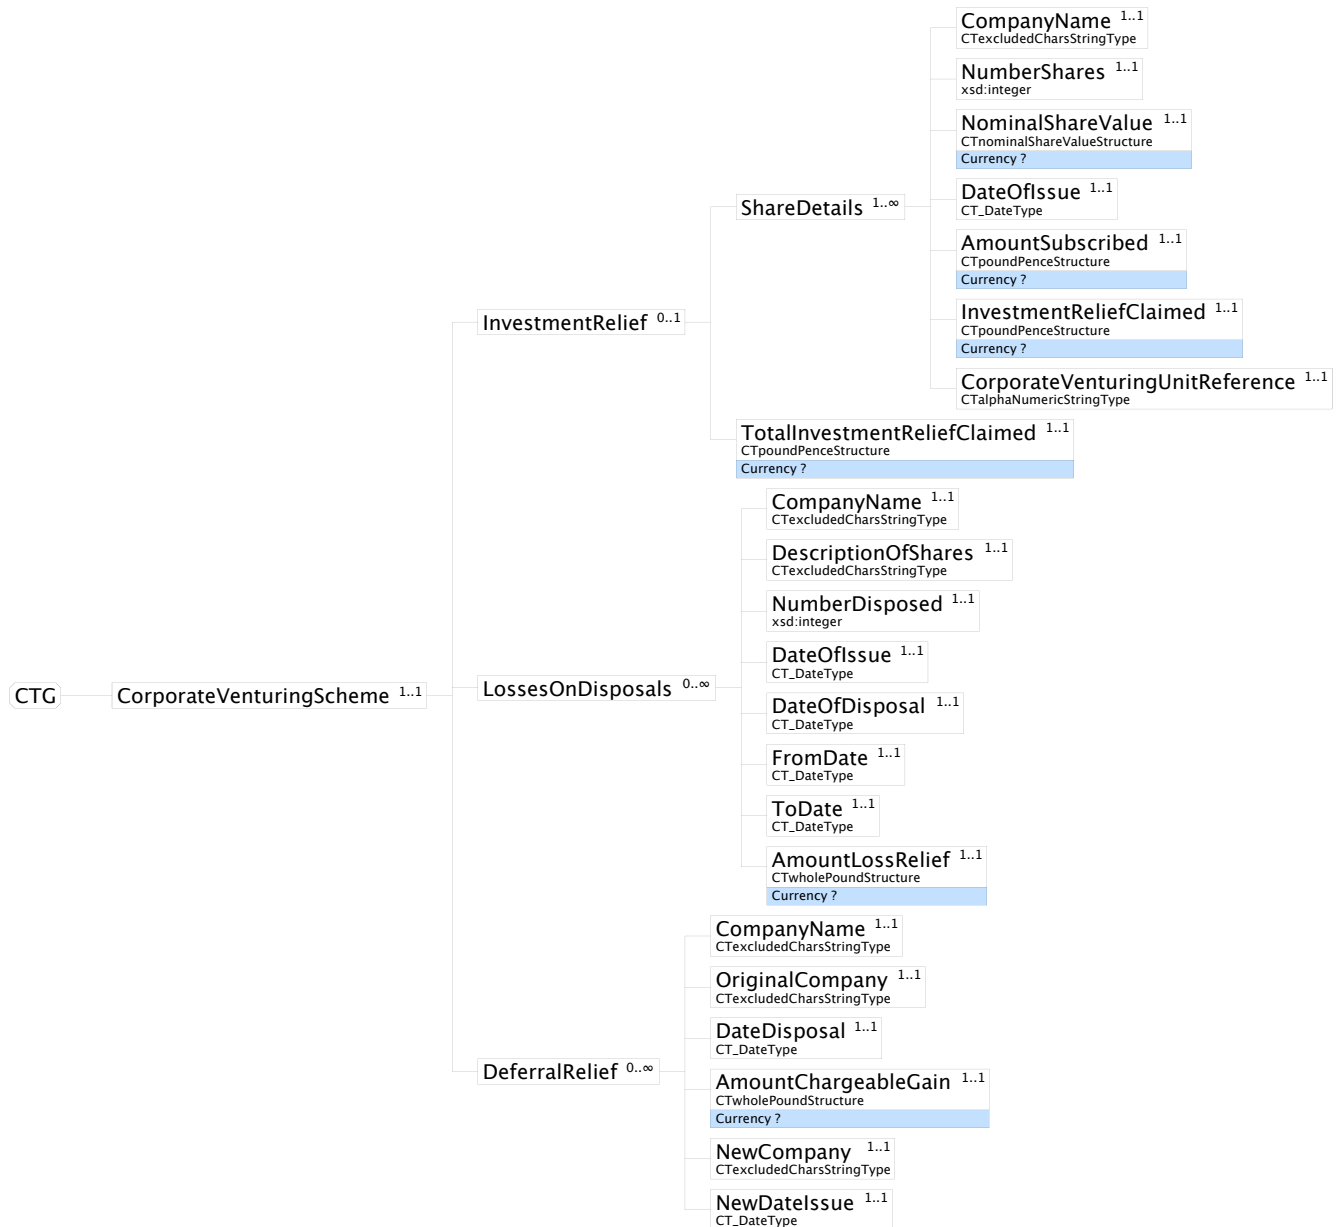 CompanyName 1..1
CTexcludedCharsStringType
NumberShares 1..1
xsd:integer
NominalShareValue 1..1
CTnominalShareValueStructure
Currency ?
ShareDetails 1..∞
DateOfIssue 1..1
CT_DateType
AmountSubscribed 1..1
CTpoundPenceStructure
Currency ?
InvestmentRelief 0..1
InvestmentReliefClaimed 1..1
CTpoundPenceStructure
Currency ?
CorporateVenturingUnitReference 1..1
CTalphaNumericStringType
TotalInvestmentReliefClaimed 1..1
CTpoundPenceStructure
Currency ?
CompanyName 1..1
CTexcludedCharsStringType
DescriptionOfShares 1..1
CTexcludedCharsStringType
NumberDisposed 1..1
xsd:integer
DateOfIssue 1..1
CT_DateType
CTG
CorporateVenturingScheme 1..1
LossesOnDisposals 0..∞
DateOfDisposal 1..1
CT_DateType
FromDate 1..1
CT_DateType
ToDate 1..1
CT_DateType
AmountLossRelief 1..1
CTwholePoundStructure
Currency ?
CompanyName 1..1
CTexcludedCharsStringType
OriginalCompany 1..1
CTexcludedCharsStringType
DateDisposal 1..1
CT_DateType
DeferralRelief 0..∞
AmountChargeableGain 1..1
CTwholePoundStructure
Currency ?
NewCompany 1..1
CTexcludedCharsStringType
NewDateIssue 1..1
CT_DateType